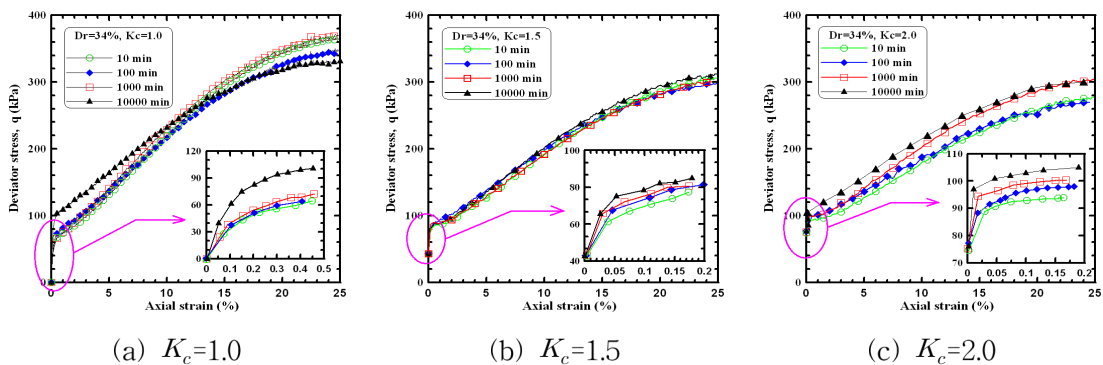 Dr=34%, Kc=1.0
10 min
100 min
1000 min
10000 min
Deviator stress, q (kPa)
400
300
200
100
0
0 5 10 15 20 25
Axial strain (%)
120
90
60
30
0
0 0.1 0.2 0.3 0.4 0.5
(a) Kc=1.0
Dr=34%, Kc=1.5
10 min
100 min
1000 min
10000 min
Deviator stress, q (kPa)
400
300
200
100
0
0 5 10 15 20 25
Axial strain (%)
100
80
60
40
0 0.05 0.1 0.15 0.2
(b) Kc=1.5
Dr=34%, Kc=2.0
10 min
100 min
1000 min
10000 min
Deviator stress, q (kPa)
400
300
200
100
0
0 5 10 15 20 25
Axial strain (%)
110
100
90
80
70
0 0.05 0.1 0.15 0.2
(c) Kc=2.0